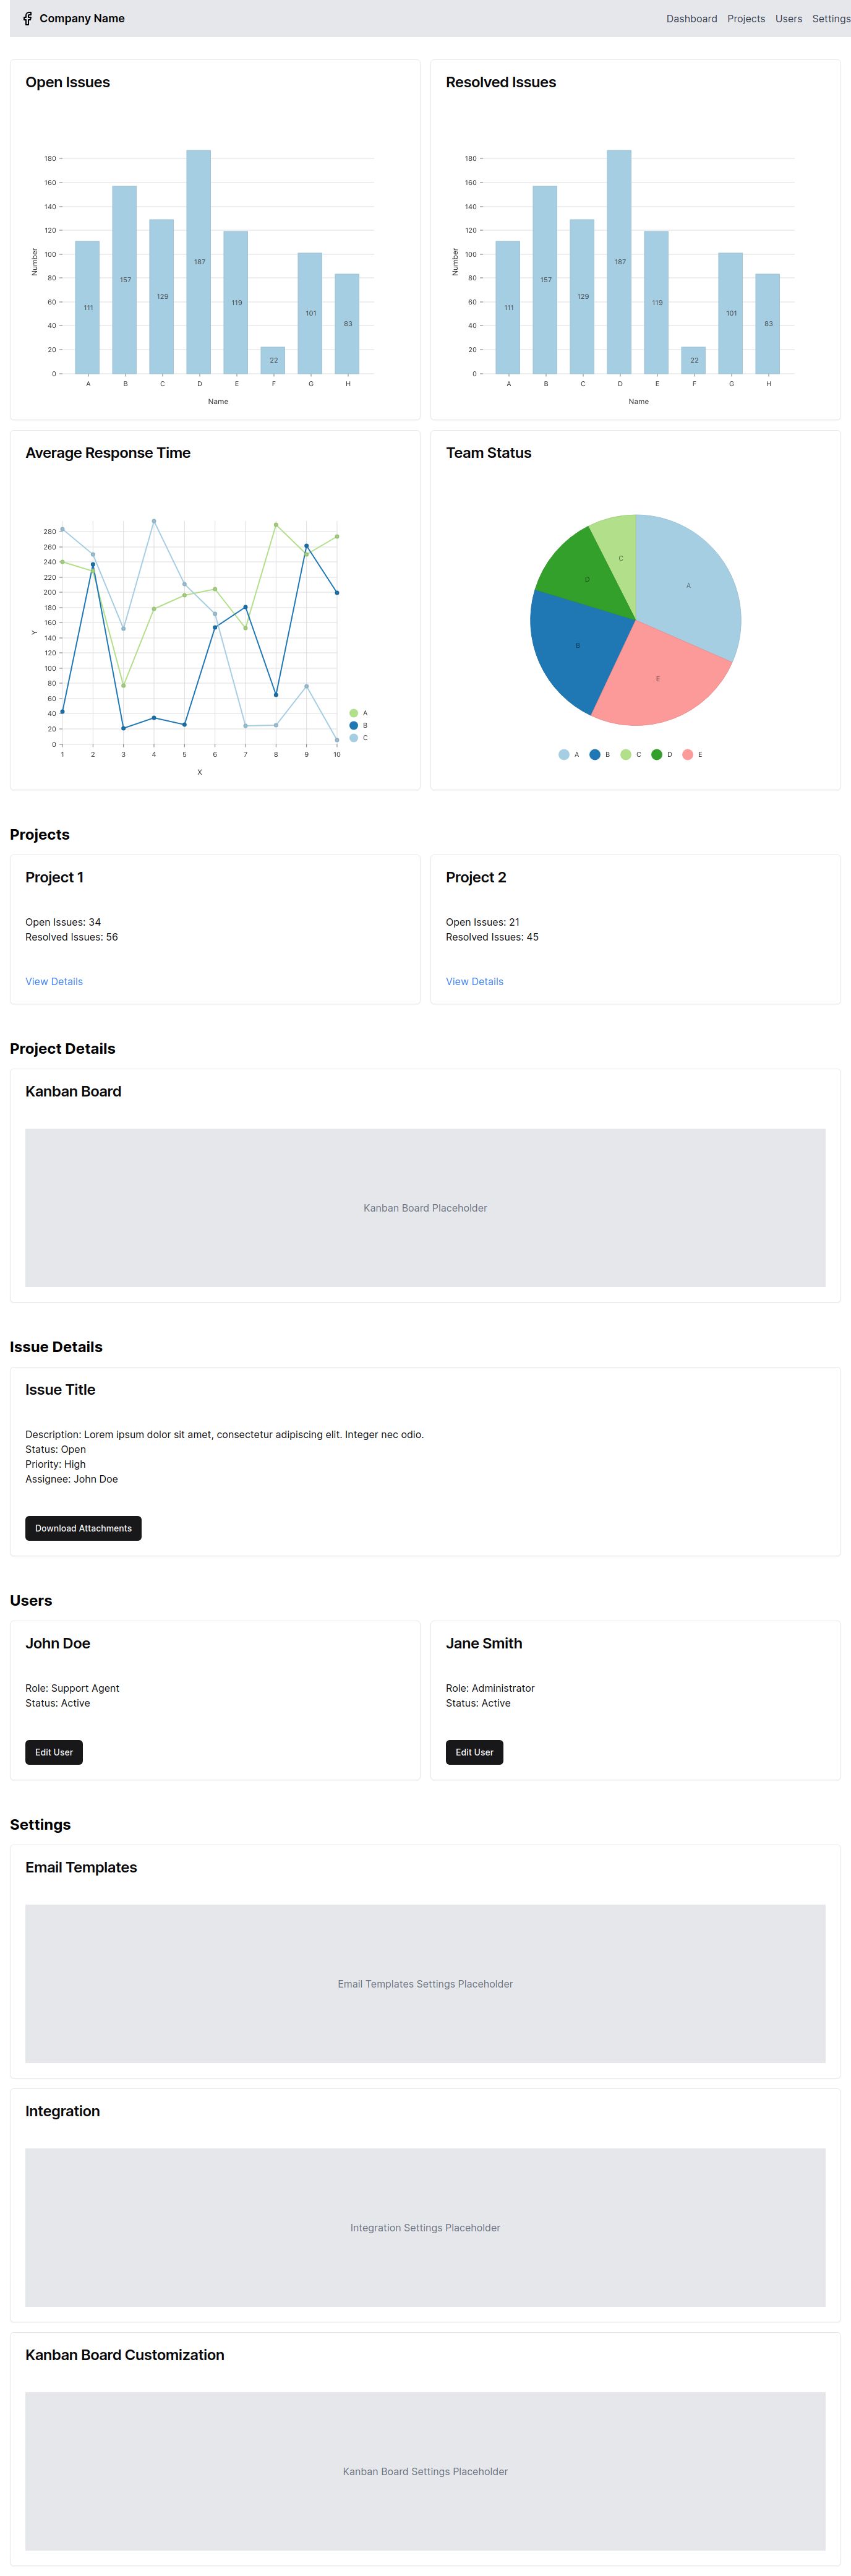 Company Name
Dashboard Projects Users Settings
Open Issues
180
160
140
120
100
80
60
40
20
0
Number
111
157
129
187
119
22
101
83
A B C D E F G H
Name
Resolved Issues
180
160
140
120
100
80
60
40
20
0
Number
111
157
129
187
119
22
101
83
A B C D E F G H
Name
Average Response Time
280
260
240
220
200
180
160
140
120
100
80
60
40
20
0
Y
1 2 3 4 5 6 7 8 9 10
X
A
B
C
Team Status
C
D
A
B
E
A B C D E
Projects
Project 1
Open Issues: 34
Resolved Issues: 56
View Details
Project 2
Open Issues: 21
Resolved Issues: 45
View Details
Project Details
Kanban Board
Kanban Board Placeholder
Issue Details
Issue Title
Description: Lorem ipsum dolor sit amet, consectetur adipiscing elit. Integer nec odio.
Status: Open
Priority: High
Assignee: John Doe
Download Attachments
Users
John Doe
Role: Support Agent
Status: Active
Edit User
Jane Smith
Role: Administrator
Status: Active
Edit User
Settings
Email Templates
Email Templates Settings Placeholder
Integration
Integration Settings Placeholder
Kanban Board Customization
Kanban Board Settings Placeholder